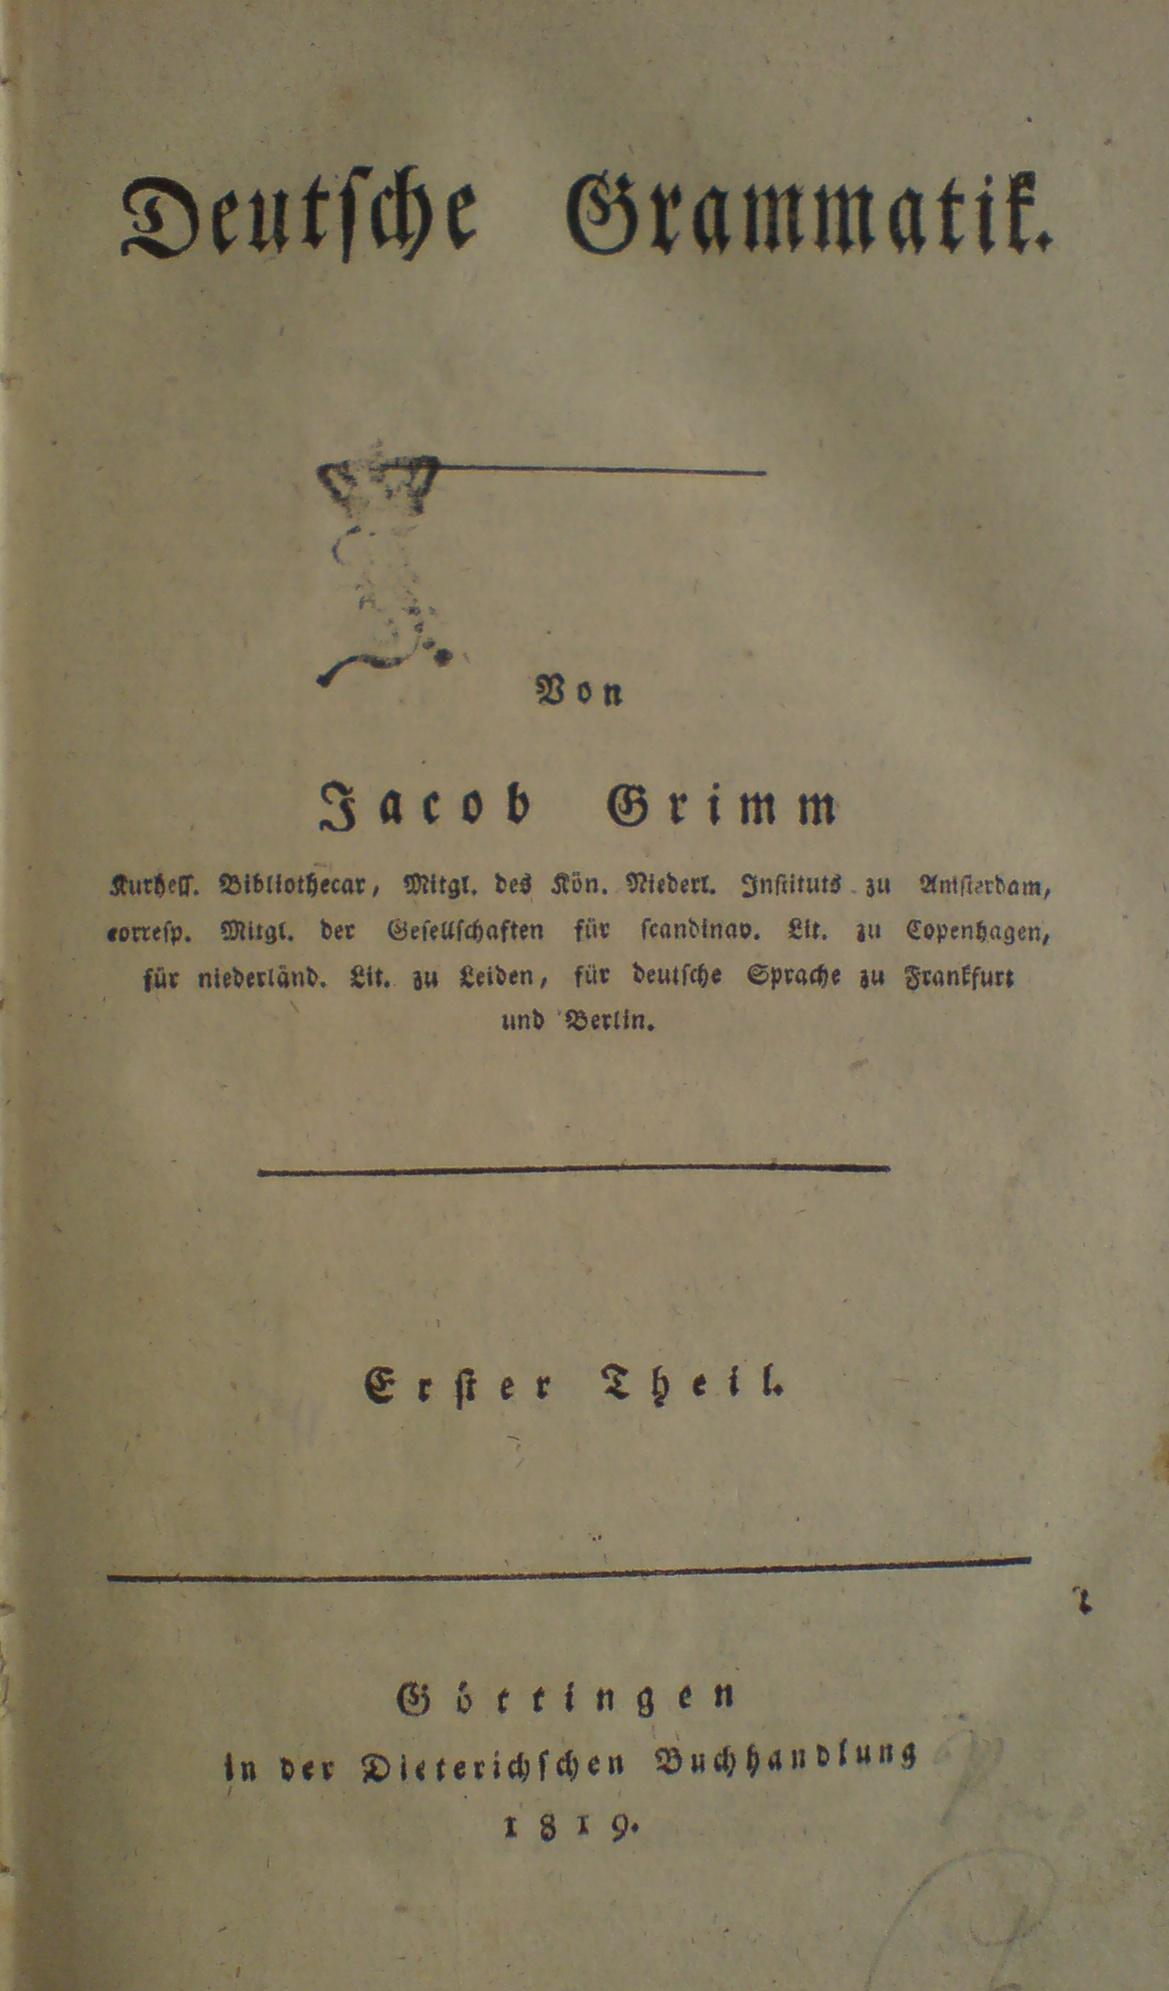 Deutsche Grammatik.
Von
Jacob Grimm
Kurhess. Bibliothecar, Mitgl. des Kön. Niederl. Instituts zu Amsterdam,
corresp. Mitgl. der Gesellschaften für scandinav. Lit. zu Copenhagen,
für niederländ. Lit. zu Leiden, für deutsche Sprache zu Frankfurt
und Berlin.
Erster Theil.
Göttingen
in der Dieterichschen Buchhandlung
1819.